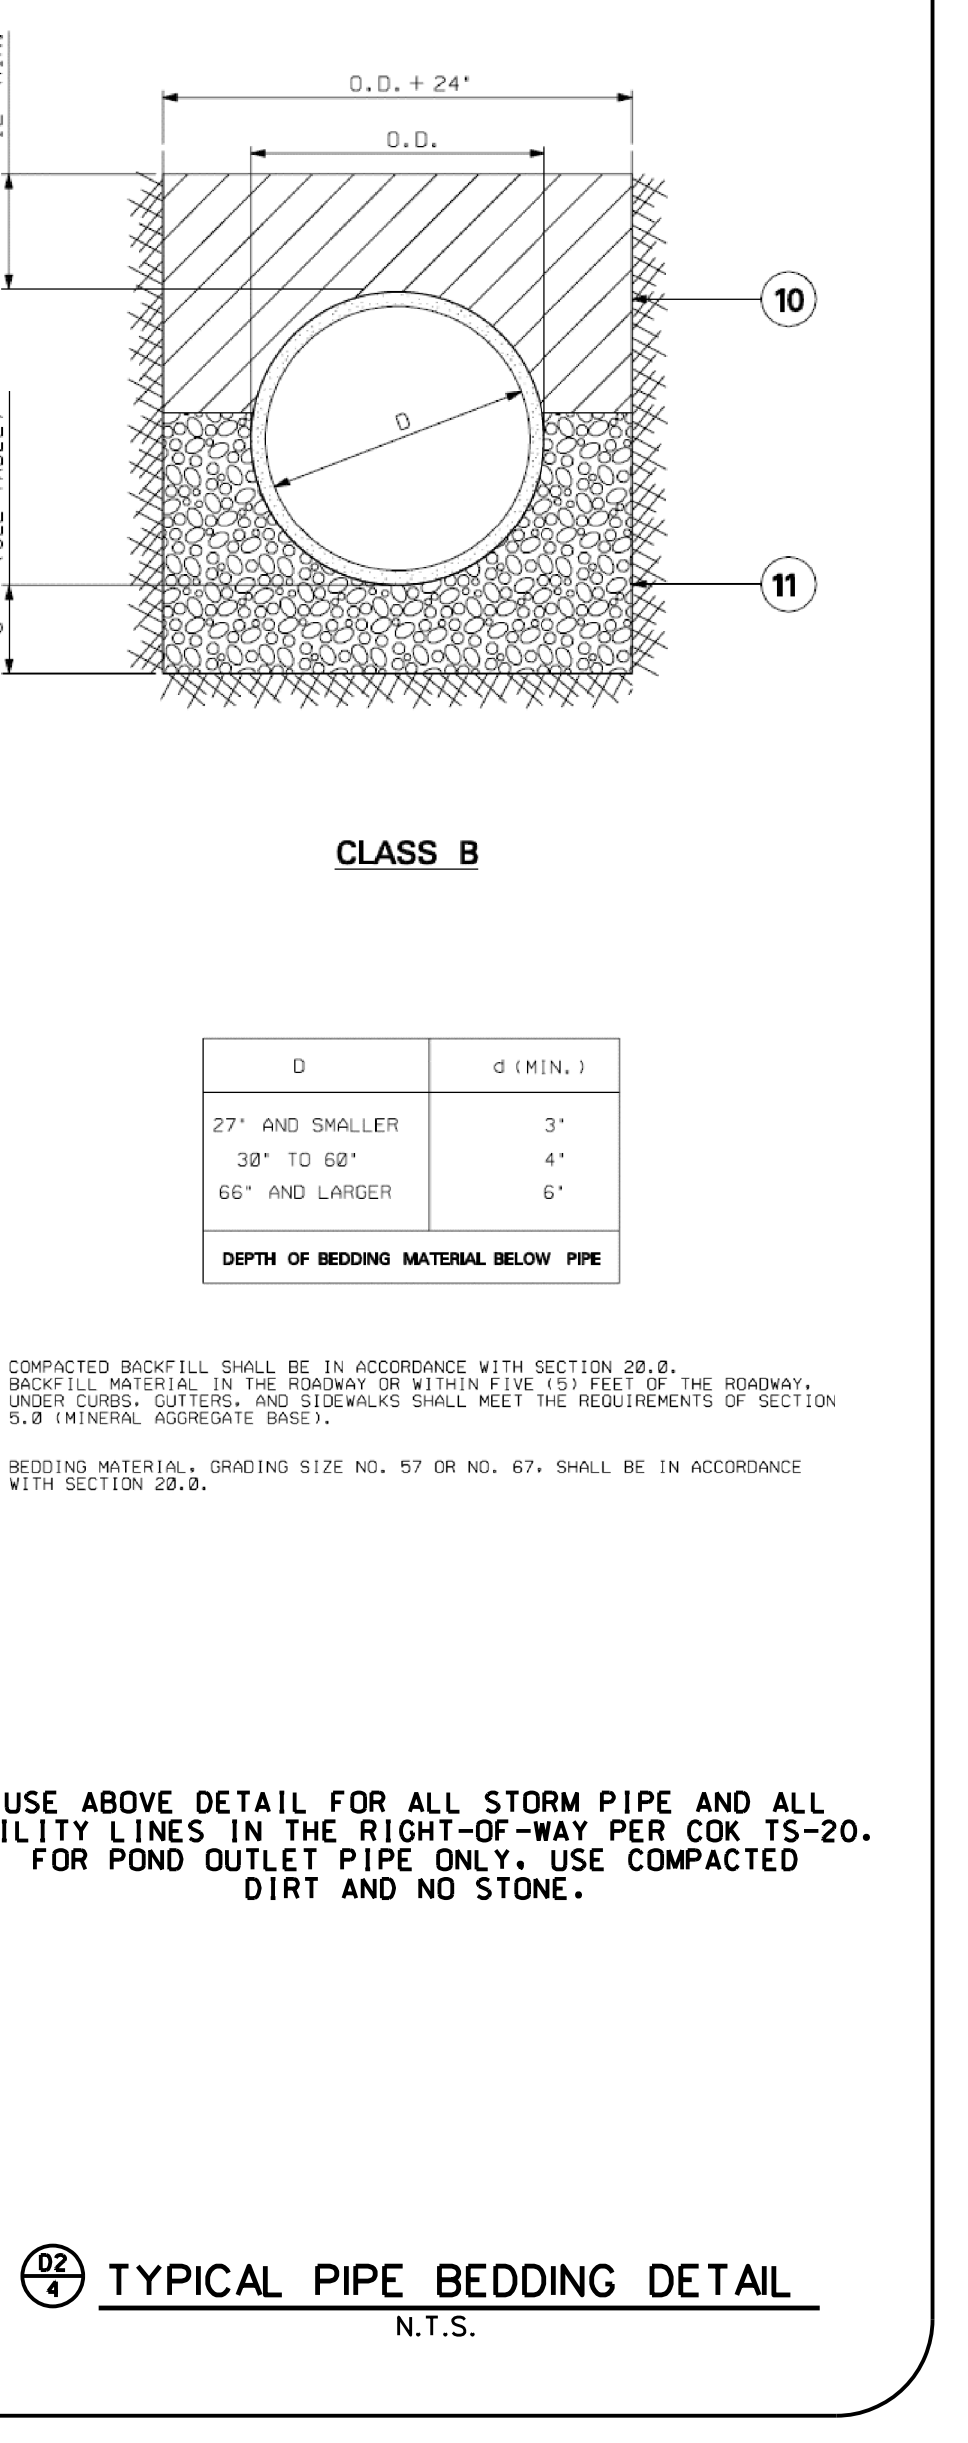 O.D. + 24"
O.D.
10
D
11
CLASS B
D d (MIN.)
27" AND SMALLER 3"
30" TO 60" 4"
66" AND LARGER 6"
DEPTH OF BEDDING MATERIAL BELOW PIPE
COMPACTED BACKFILL SHALL BE IN ACCORDANCE WITH SECTION 20.0.
BACKFILL MATERIAL IN THE ROADWAY OR WITHIN FIVE (5) FEET OF THE ROADWAY,
UNDER CURBS, GUTTERS, AND SIDEWALKS SHALL MEET THE REQUIREMENTS OF SECTION
5.0 (MINERAL AGGREGATE BASE).
BEDDING MATERIAL, GRADING SIZE NO. 57 OR NO. 67, SHALL BE IN ACCORDANCE
WITH SECTION 20.0.
USE ABOVE DETAIL FOR ALL STORM PIPE AND ALL
ILITY LINES IN THE RIGHT-OF-WAY PER COK TS-20.
FOR POND OUTLET PIPE ONLY, USE COMPACTED
DIRT AND NO STONE.
D2
4
TYPICAL PIPE BEDDING DETAIL
N.T.S.